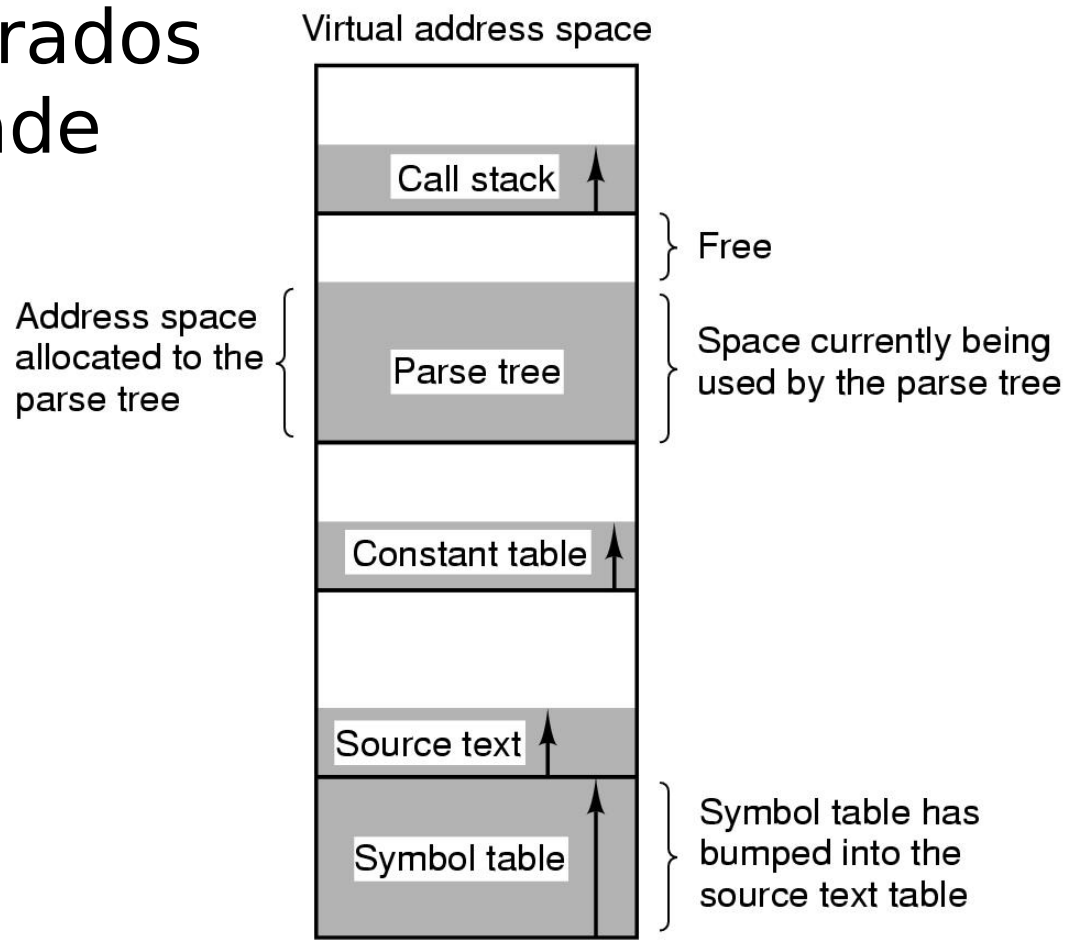 rados
nde
Virtual address space
Call stack
Free
Address space
allocated to the
parse tree
Parse tree
Space currently being
used by the parse tree
Constant table
Source text
Symbol table
Symbol table has
bumped into the
source text table